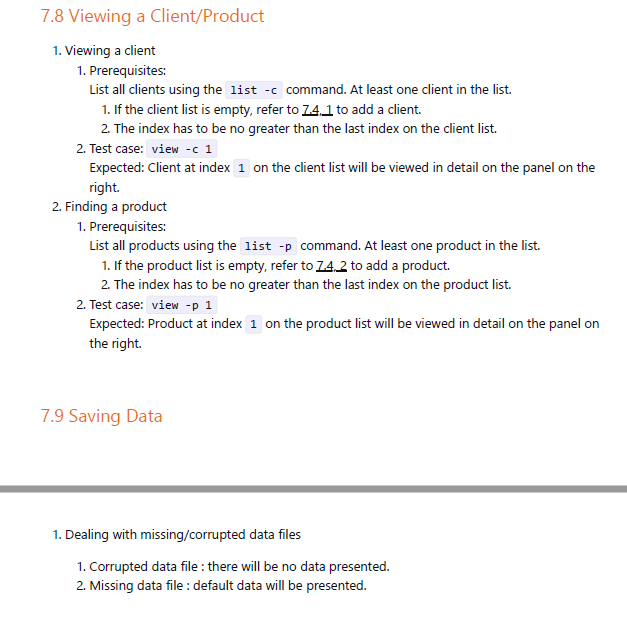 7.8 Viewing a Client/Product
1. Viewing a client
1. Prerequisites:
List all clients using the list -c command. At least one client in the list.
1. If the client list is empty, refer to 7.4.1 to add a client.
2. The index has to be no greater than the last index on the client list.
2. Test case: view -c 1
Expected: Client at index 1 on the client list will be viewed in detail on the panel on the
right.
2. Finding a product
1. Prerequisites:
List all products using the list -p command. At least one product in the list.
1. If the product list is empty, refer to 7.4.2 to add a product.
2. The index has to be no greater than the last index on the product list.
2. Test case: view -p 1
Expected: Product at index 1 on the product list will be viewed in detail on the panel on
the right.
7.9 Saving Data
1. Dealing with missing/corrupted data files
1. Corrupted data file : there will be no data presented.
2. Missing data file : default data will be presented.